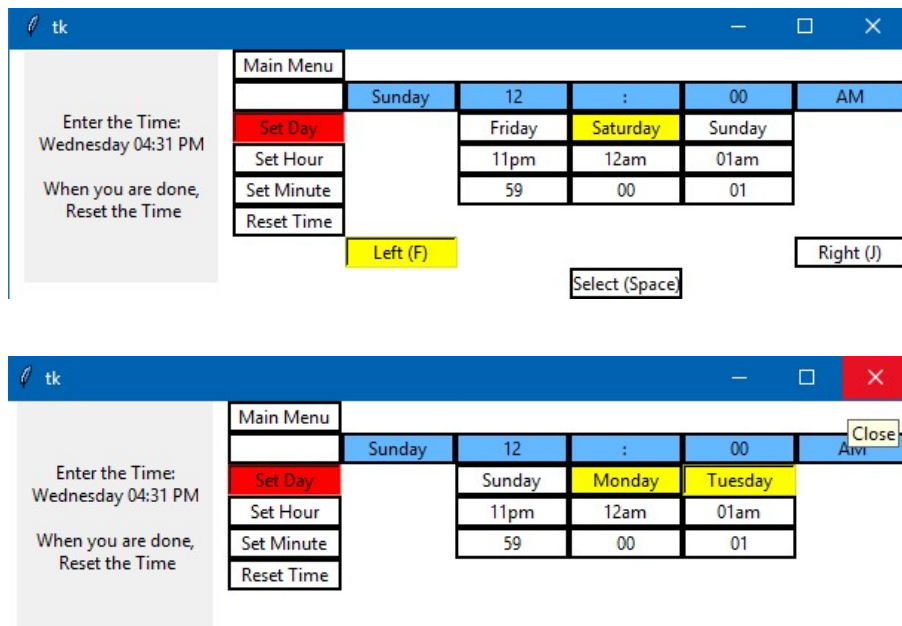 tk
Main Menu
Sunday 12 : 00 AM
Enter the Time:
Wednesday 04:31 PM
When you are done,
Reset the Time
Set Day Friday Saturday Sunday
Set Hour 11pm 12am 01am
Set Minute 59 00 01
Reset Time
Left (F) Right (J)
Select (Space)
tk
Main Menu
Close
Sunday 12 : 00 AM
Enter the Time:
Wednesday 04:31 PM
When you are done,
Reset the Time
Set Day Sunday Monday Tuesday
Set Hour 11pm 12am 01am
Set Minute 59 00 01
Reset Time